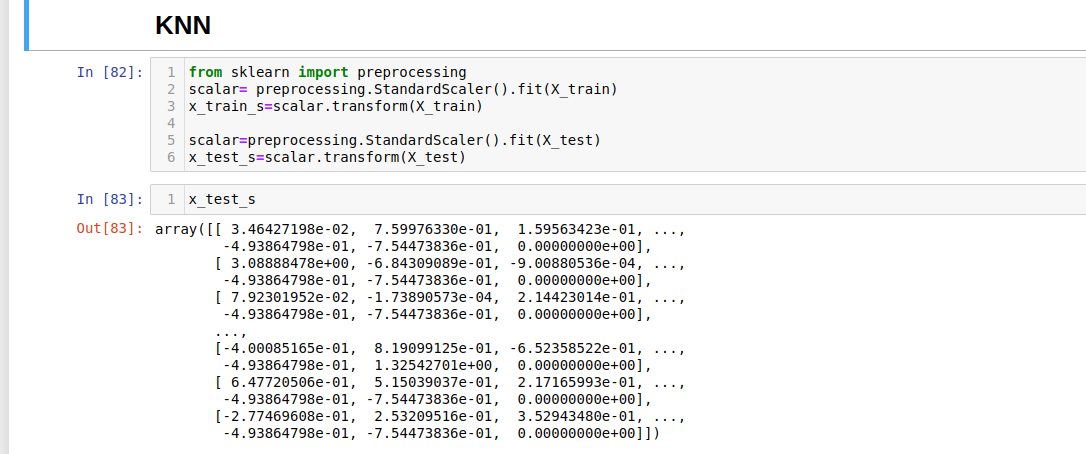 KNN
In [82]:
1 from sklearn import preprocessing
2 scalar= preprocessing.StandardScaler().fit(X_train)
3 x_train_s=scalar.transform(X_train)
4
5 scalar=preprocessing.StandardScaler().fit(X_test)
6 x_test_s=scalar.transform(X_test)
In [83]:
1 x_test_s
Out[83]: array([[ 3.46427198e-02,  7.59976330e-01,  1.59563423e-01, ...,
-4.93864798e-01, -7.54473836e-01,  0.00000000e+00],
[ 3.08888478e+00, -6.84309089e-01, -9.00880536e-04, ...,
-4.93864798e-01, -7.54473836e-01,  0.00000000e+00],
[ 7.92301952e-02, -1.73890573e-04,  2.14423014e-01, ...,
-4.93864798e-01, -7.54473836e-01,  0.00000000e+00],
...,
[-4.00085165e-01,  8.19099125e-01, -6.52358522e-01, ...,
-4.93864798e-01,  1.32542701e+00,  0.00000000e+00],
[ 6.47720506e-01,  5.15039037e-01,  2.17165993e-01, ...,
-4.93864798e-01, -7.54473836e-01,  0.00000000e+00],
[-2.77469608e-01,  2.53209516e-01,  3.52943480e-01, ...,
-4.93864798e-01, -7.54473836e-01,  0.00000000e+00]])